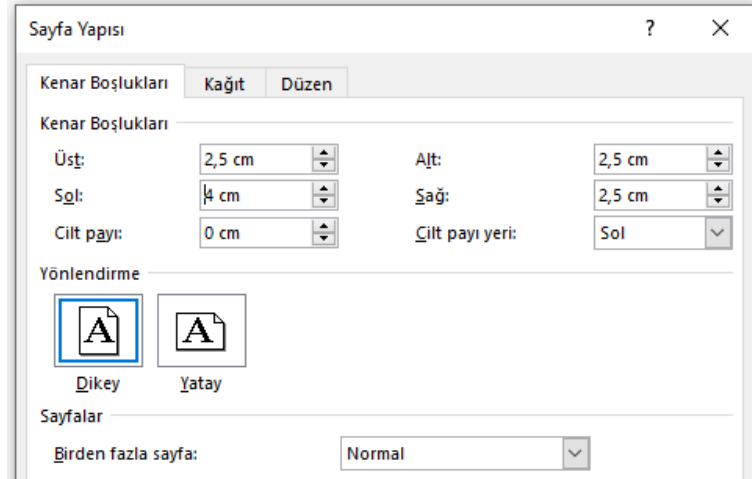 Sayfa Yapısı ? ×
Kenar Boşlukları Kağıt Düzen
Kenar Boşlukları
Üst: 2,5 cm Alt: 2,5 cm
Sol: 4 cm Sağ: 2,5 cm
Cilt payı: 0 cm Cilt payı yeri: Sol
Yönlendirme
A A
Dikey Yatay
Sayfalar
Birden fazla sayfa: Normal